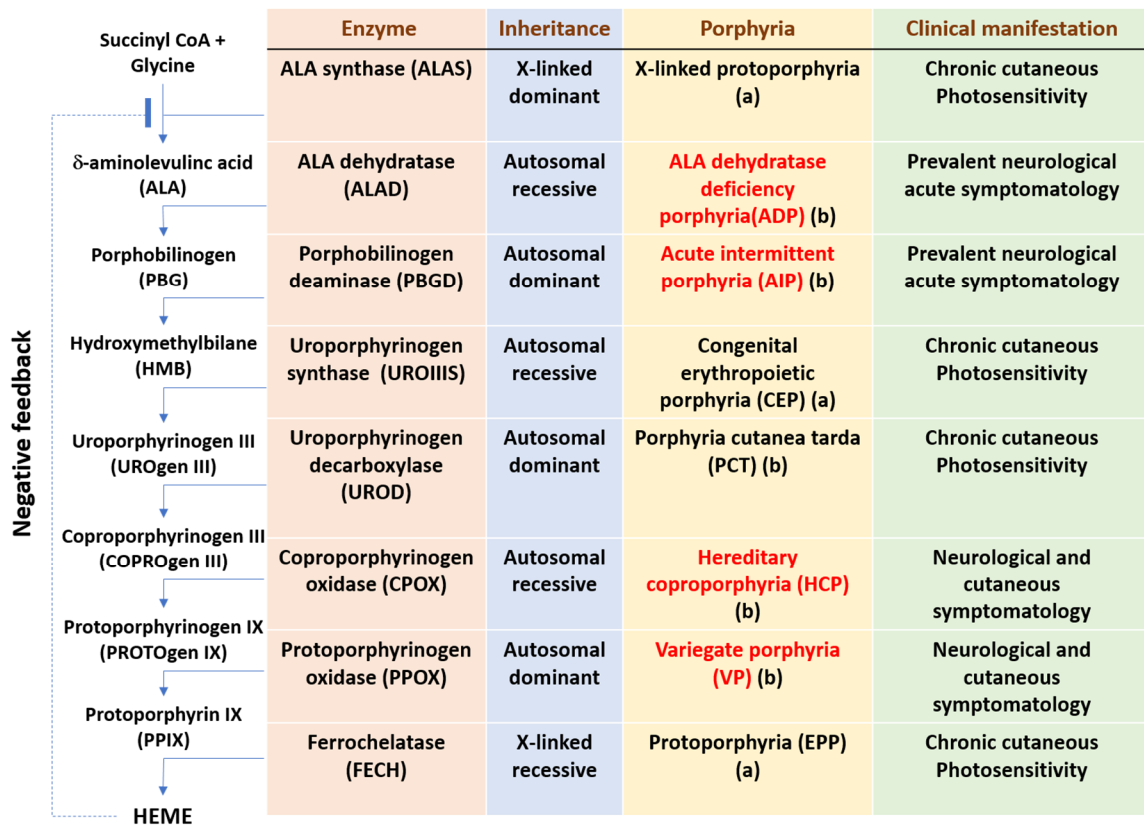 Succinyl CoA +
Glycine
δ-aminolevulinc acid
(ALA)
Porphobilinogen
(PBG)
Hydroxymethylbilane
(HMB)
Uroporphyrinogen III
(UROgen III)
Coproporphyrinogen III
(COPROgen III)
Protoporphyrinogen IX
(PROTOgen IX)
Protoporphyrin IX
(PPIX)
HEME
Negative feedback
Enzyme
Inheritance
Porphyria
Clinical manifestation
ALA synthase (ALAS)
X-linked
dominant
X-linked protoporphyria
(a)
Chronic cutaneous
Photosensitivity
ALA dehydratase
(ALAD)
Autosomal
recessive
ALA dehydratase
deficiency
porphyria(ADP) (b)
Prevalent neurological
acute symptomatology
Porphobilinogen
deaminase (PBGD)
Autosomal
dominant
Acute intermittent
porphyria (AIP) (b)
Prevalent neurological
acute symptomatology
Uroporphyrinogen
synthase (UROIIIS)
Autosomal
recessive
Congenital
erythropoietic
porphyria (CEP) (a)
Chronic cutaneous
Photosensitivity
Uroporphyrinogen
decarboxylase
(UROD)
Autosomal
dominant
Porphyria cutanea tarda
(PCT) (b)
Chronic cutaneous
Photosensitivity
Coproporphyrinogen
oxidase (CPOX)
Autosomal
recessive
Hereditary
coproporphyria (HCP)
(b)
Neurological and
cutaneous
symptomatology
Protoporphyrinogen
oxidase (PPOX)
Autosomal
dominant
Variegate porphyria
(VP) (b)
Neurological and
cutaneous
symptomatology
Ferrochelatase
(FECH)
X-linked
recessive
Protoporphyria (EPP)
(a)
Chronic cutaneous
Photosensitivity